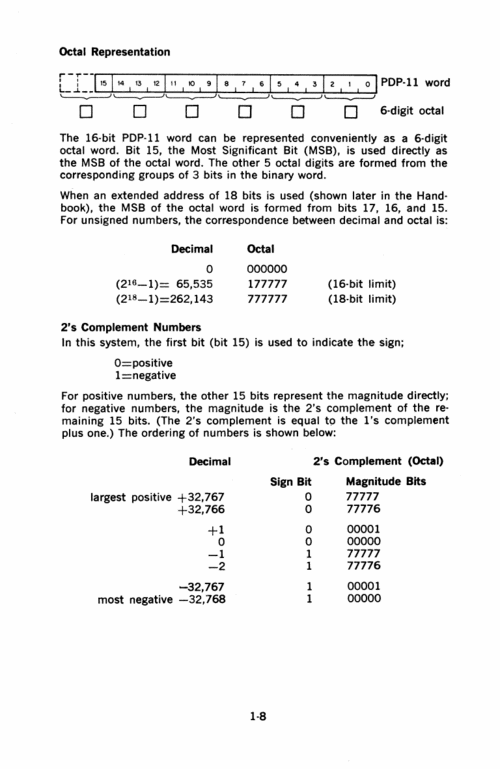 Octal Representation
15 14 13 12 11 10 9 8 7 6 5 4 3 2 1 0 PDP-11 word
6-digit octal
The 16-bit PDP-11 word can be represented conveniently as a 6-digit
octal word. Bit 15, the Most Significant Bit (MSB), is used directly as
the MSB of the octal word. The other 5 octal digits are formed from the
corresponding groups of 3 bits in the binary word.
When an extended address of 18 bits is used (shown later in the Hand-
book), the MSB of the octal word is formed from bits 17, 16, and 15.
For unsigned numbers, the correspondence between decimal and octal is:
Decimal Octal
0 000000
(2¹⁶—1)= 65,535 177777 (16-bit limit)
(2¹⁸—1)=262,143 777777 (18-bit limit)
2's Complement Numbers
In this system, the first bit (bit 15) is used to indicate the sign;
0=positive
1=negative
For positive numbers, the other 15 bits represent the magnitude directly;
for negative numbers, the magnitude is the 2's complement of the re-
maining 15 bits. (The 2's complement is equal to the 1's complement
plus one.) The ordering of numbers is shown below:
Decimal 2's Complement (Octal)
Sign Bit Magnitude Bits
largest positive +32,767 0 77777
+32,766 0 77776
+1 0 00001
0 0 00000
—1 1 77777
—2 1 77776
—32,767 1 00001
most negative —32,768 1 00000
1-8